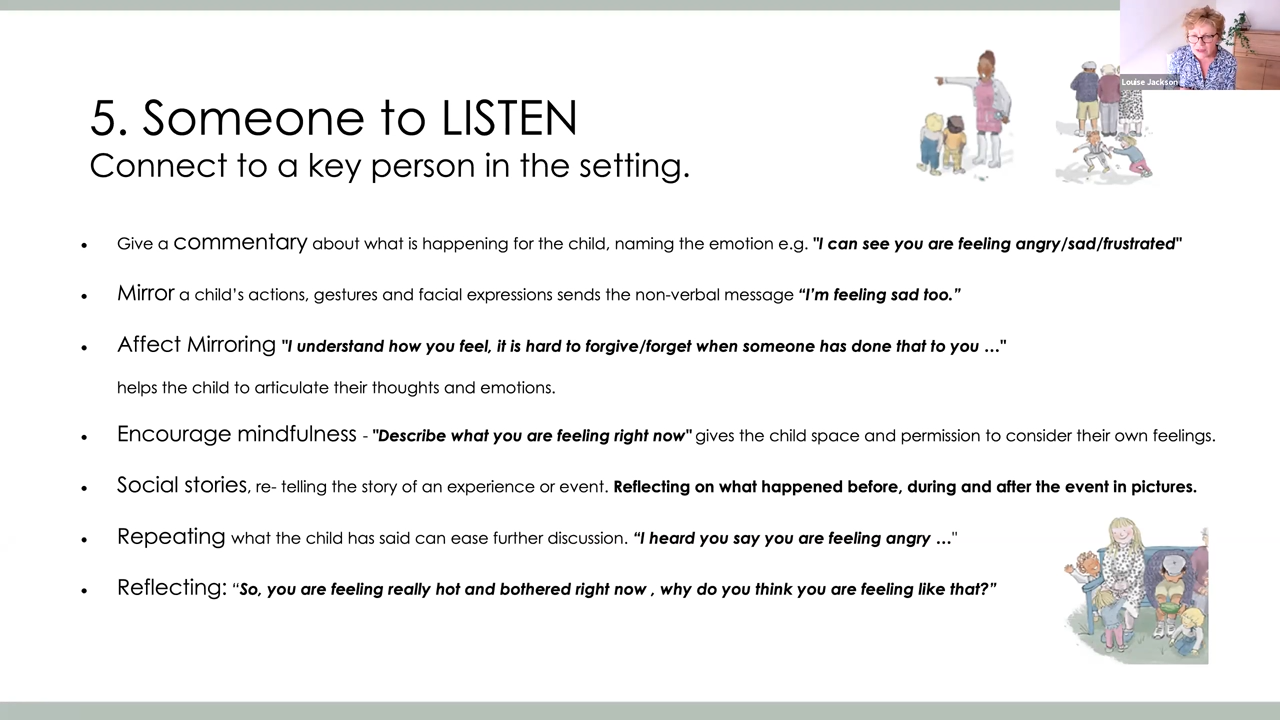 Louise Jackson
5. Someone to LISTEN
Connect to a key person in the setting.
• Give a commentary about what is happening for the child, naming the emotion e.g. "I can see you are feeling angry/sad/frustrated"
• Mirror a child’s actions, gestures and facial expressions sends the non-verbal message “I’m feeling sad too.”
• Affect Mirroring "I understand how you feel, it is hard to forgive/forget when someone has done that to you …"
helps the child to articulate their thoughts and emotions.
• Encourage mindfulness - "Describe what you are feeling right now" gives the child space and permission to consider their own feelings.
• Social stories, re- telling the story of an experience or event. Reflecting on what happened before, during and after the event in pictures.
• Repeating what the child has said can ease further discussion. “I heard you say you are feeling angry …"
• Reflecting: “So, you are feeling really hot and bothered right now , why do you think you are feeling like that?”